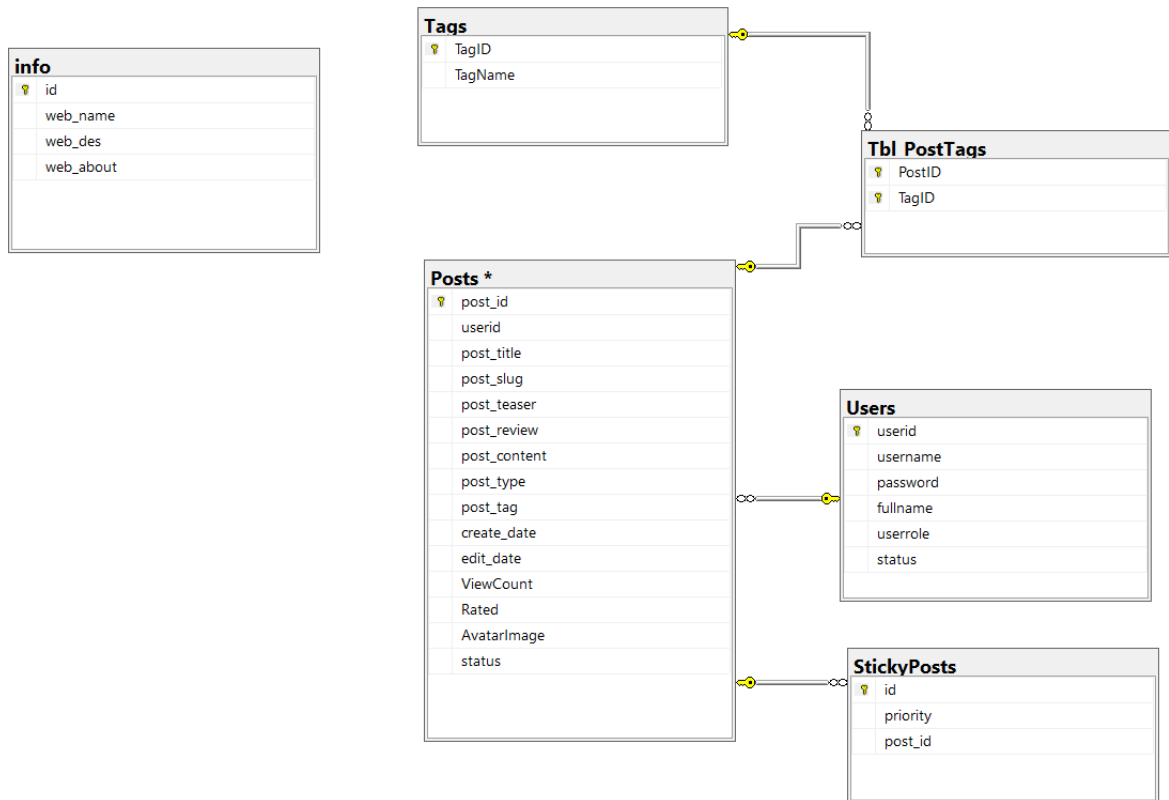 info
id
web_name
web_des
web_about
Tags
TagID
TagName
Tbl_PostTags
PostID
TagID
Posts *
post_id
userid
post_title
post_slug
post_teaser
post_review
post_content
post_type
post_tag
create_date
edit_date
ViewCount
Rated
AvatarImage
status
Users
userid
username
password
fullname
userrole
status
StickyPosts
id
priority
post_id